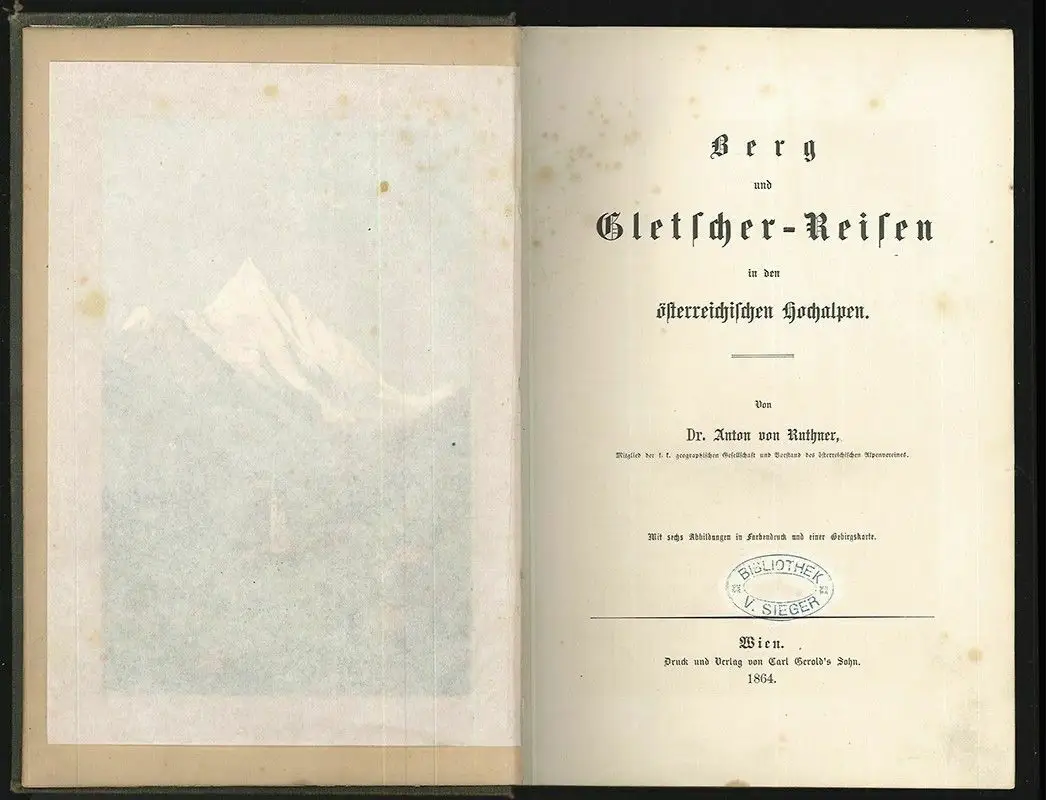 Berg
und
Gletscher-Reisen
in den
österreichischen Hochalpen.
Von
Dr. Anton von Ruthner,
Mitglied der k. k. geographischen Gesellschaft und Vorstand des österreichischen Alpenvereines.
Mit sechs Abbildungen in Farbendruck und einer Gebirgskarte.
BIBLIOTHEK
V. SIEGER
Wien.
Druck und Verlag von Carl Gerold's Sohn.
1864.